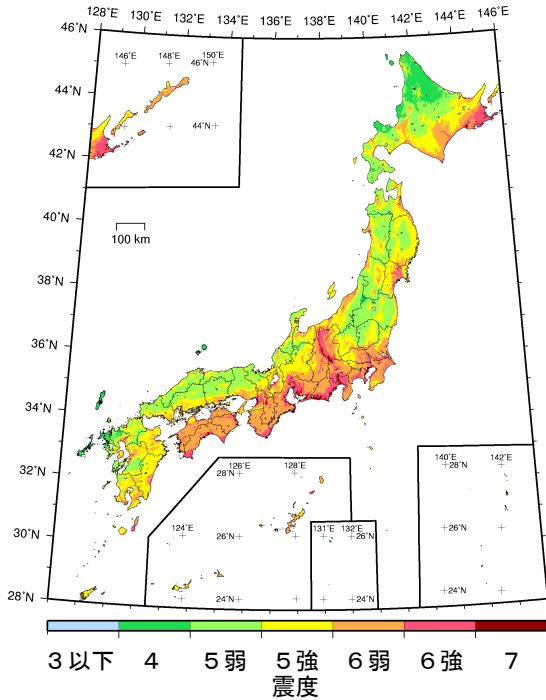 128°E 130°E 132°E 134°E 136°E 138°E 140°E 142°E 144°E 146°E
46°N
146°E 148°E 150°E
46°N
44°N
44°N
42°N
40°N
100 km
38°N
36°N
34°N
32°N
126°E 128°E
28°N
140°E 142°E
28°N
124°E
26°N
131°E 132°E
26°N
26°N
30°N
24°N
24°N
24°N
28°N
3以下 4 5弱 5強 6弱 6強 7
震度